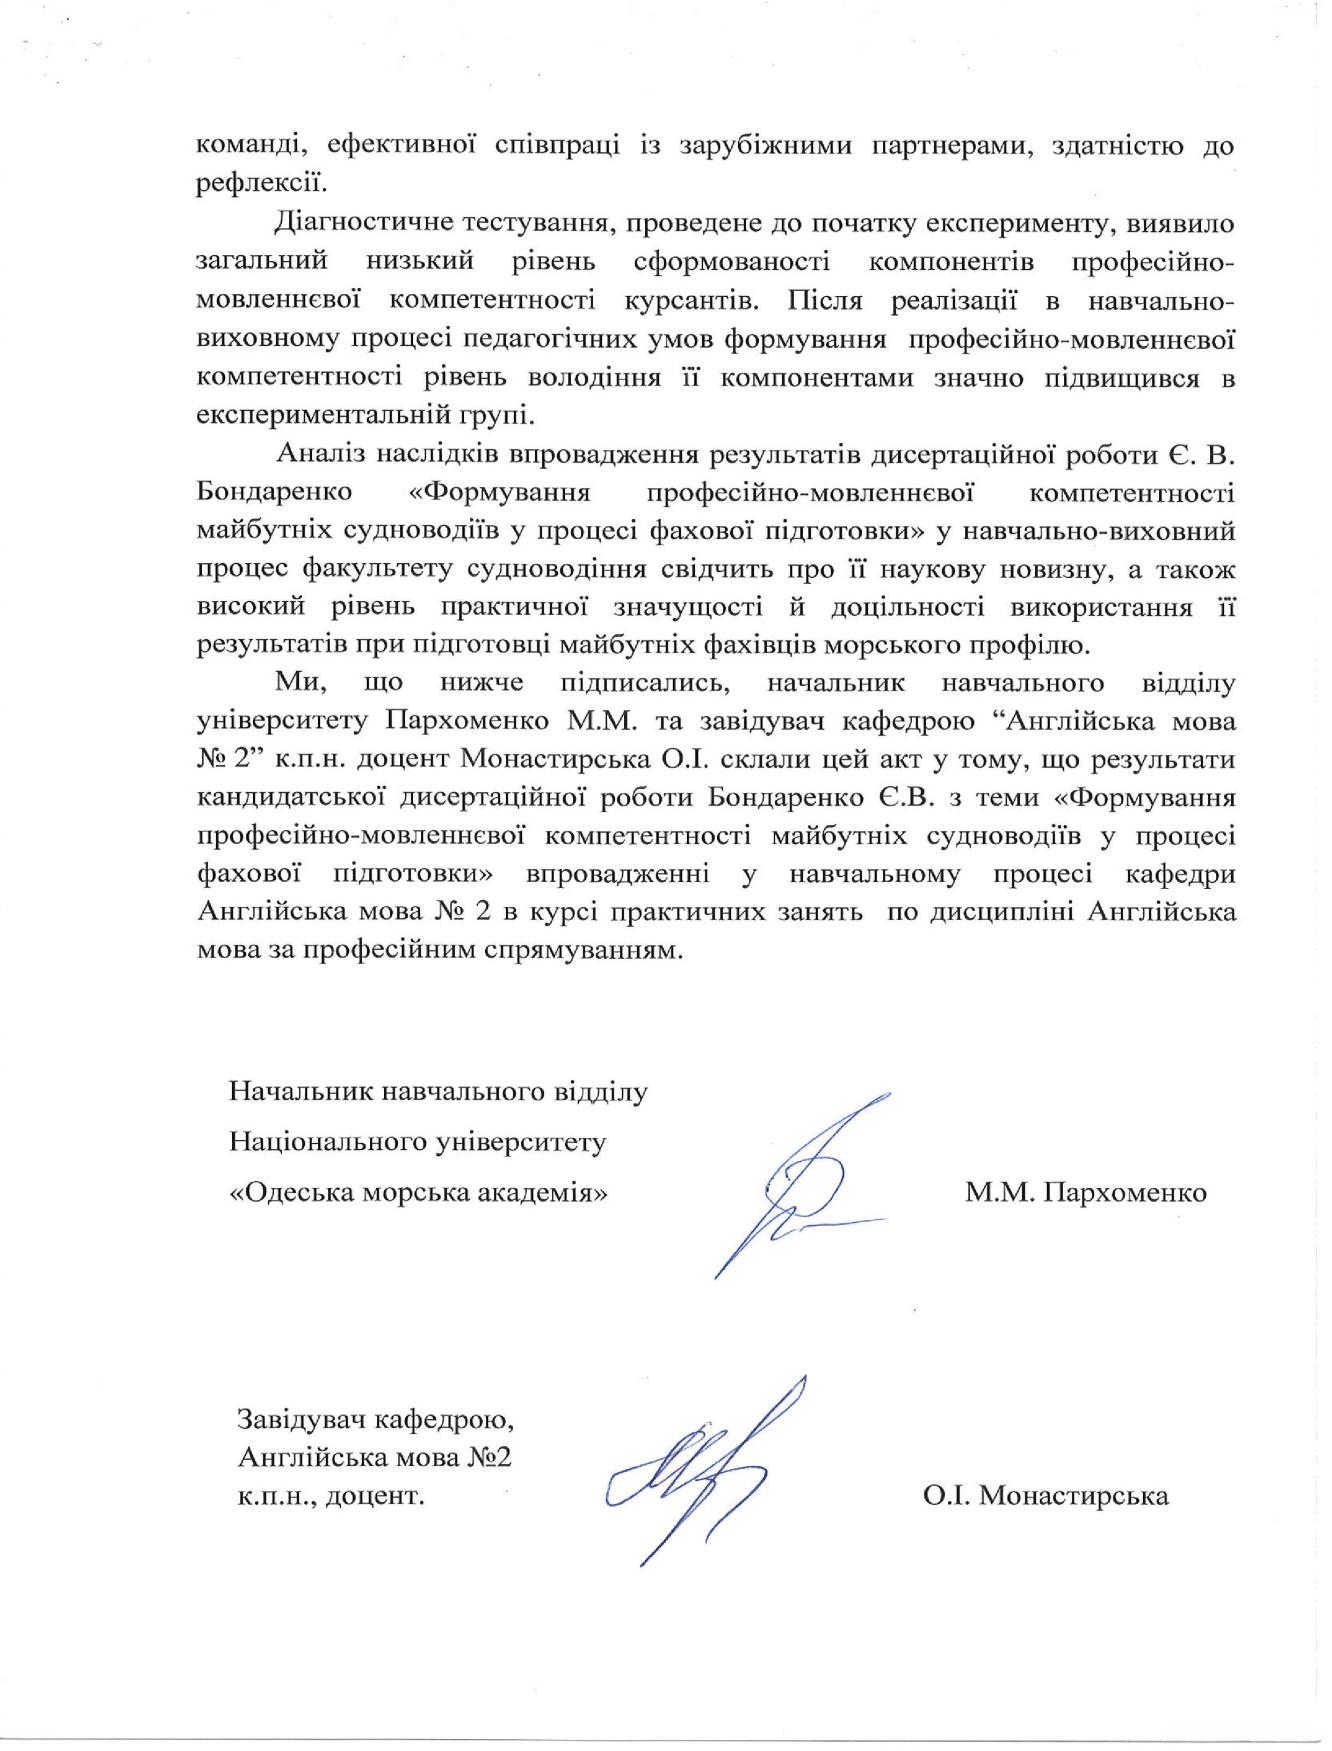 команді, ефективної співпраці із зарубіжними партнерами, здатністю до
рефлексії.
Діагностичне тестування, проведене до початку експерименту, виявило
загальний низький рівень сформованості компонентів професійно-
мовленнєвої компетентності курсантів. Після реалізації в навчально-
виховному процесі педагогічних умов формування професійно-мовленнєвої
компетентності рівень володіння її компонентами значно підвищився в
експериментальній групі.
Аналіз наслідків впровадження результатів дисертаційної роботи Є. В.
Бондаренко «Формування професійно-мовленнєвої компетентності
майбутніх судноводіїв у процесі фахової підготовки» у навчально-виховний
процес факультету судноводіння свідчить про її наукову новизну, а також
високий рівень практичної значущості й доцільності використання її
результатів при підготовці майбутніх фахівців морського профілю.
Ми, що нижче підписались, начальник навчального відділу
університету Пархоменко М.М. та завідувач кафедрою “Англійська мова
№ 2” к.п.н. доцент Монастирська О.І. склали цей акт у тому, що результати
кандидатської дисертаційної роботи Бондаренко Є.В. з теми «Формування
професійно-мовленнєвої компетентності майбутніх судноводіїв у процесі
фахової підготовки» впровадженні у навчальному процесі кафедри
Англійська мова № 2 в курсі практичних занять по дисципліні Англійська
мова за професійним спрямуванням.
Начальник навчального відділу
Національного університету
«Одеська морська академія» М.М. Пархоменко
Завідувач кафедрою,
Англійська мова №2
к.п.н., доцент. О.І. Монастирська